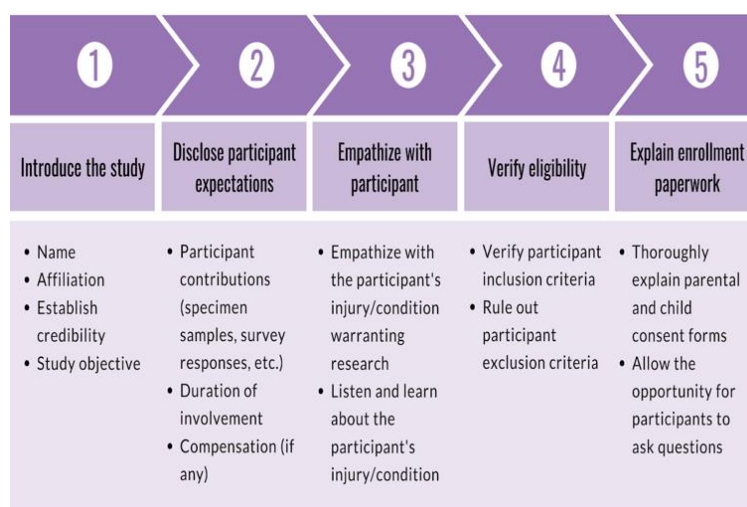 1
2
3
4
5
Introduce the study
Disclose participant
expectations
Empathize with
participant
Verify eligibility
Explain enrollment
paperwork
• Name
• Affiliation
• Establish
credibility
• Study objective
• Participant
contributions
(specimen
samples, survey
responses, etc.)
• Duration of
involvement
• Compensation (if
any)
• Empathize with
the participant's
injury/condition
warranting
research
• Listen and learn
about the
participant's
injury/condition
• Verify participant
inclusion criteria
• Rule out
participant
exclusion criteria
• Thoroughly
explain parental
and child
consent forms
• Allow the
opportunity for
participants to
ask questions